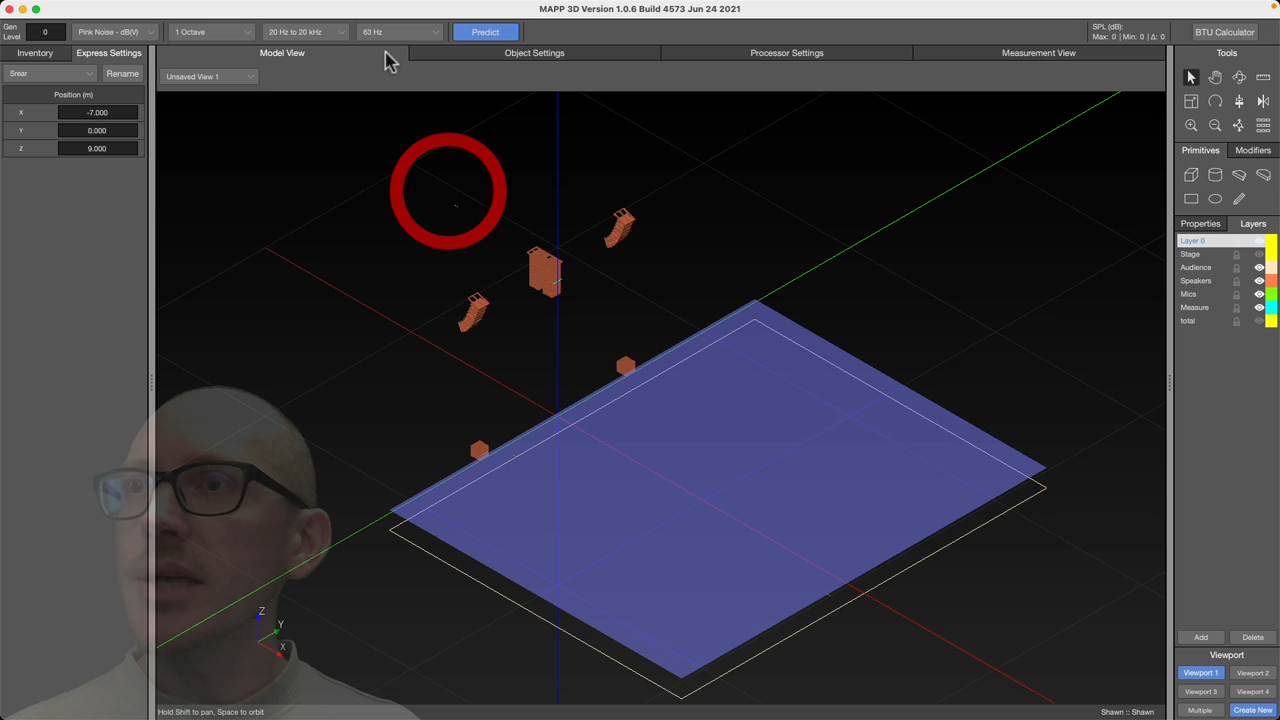 MAPP 3D Version 1.0.6 Build 4573 Jun 24 2021
Gen Level 0 Pink Noise - dB(V) 1 Octave 20 Hz to 20 kHz 63 Hz Predict SPL (dB): Max: 0 | Min: 0 | Δ: 0 BTU Calculator
Inventory Express Settings Model View Object Settings Processor Settings Measurement View Tools
Srear Rename Unsaved View 1
Position (m)
X -7.000
Y 0.000
Z 9.000
Primitives Modifiers
Properties Layers
Layer 0
Stage
Audience
Speakers
Mics
Measure
total
Z
Y
X
Add Delete
Viewport
Viewport 1 Viewport 2
Viewport 3 Viewport 4
Multiple Create New
Hold Shift to pan, Space to orbit Shawn :: Shawn